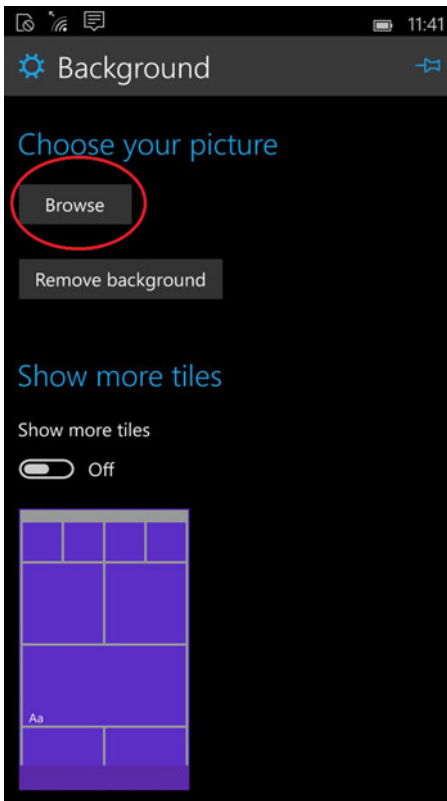 11:41
Background
Choose your picture
Browse
Remove background
Show more tiles
Show more tiles
Off
Aa